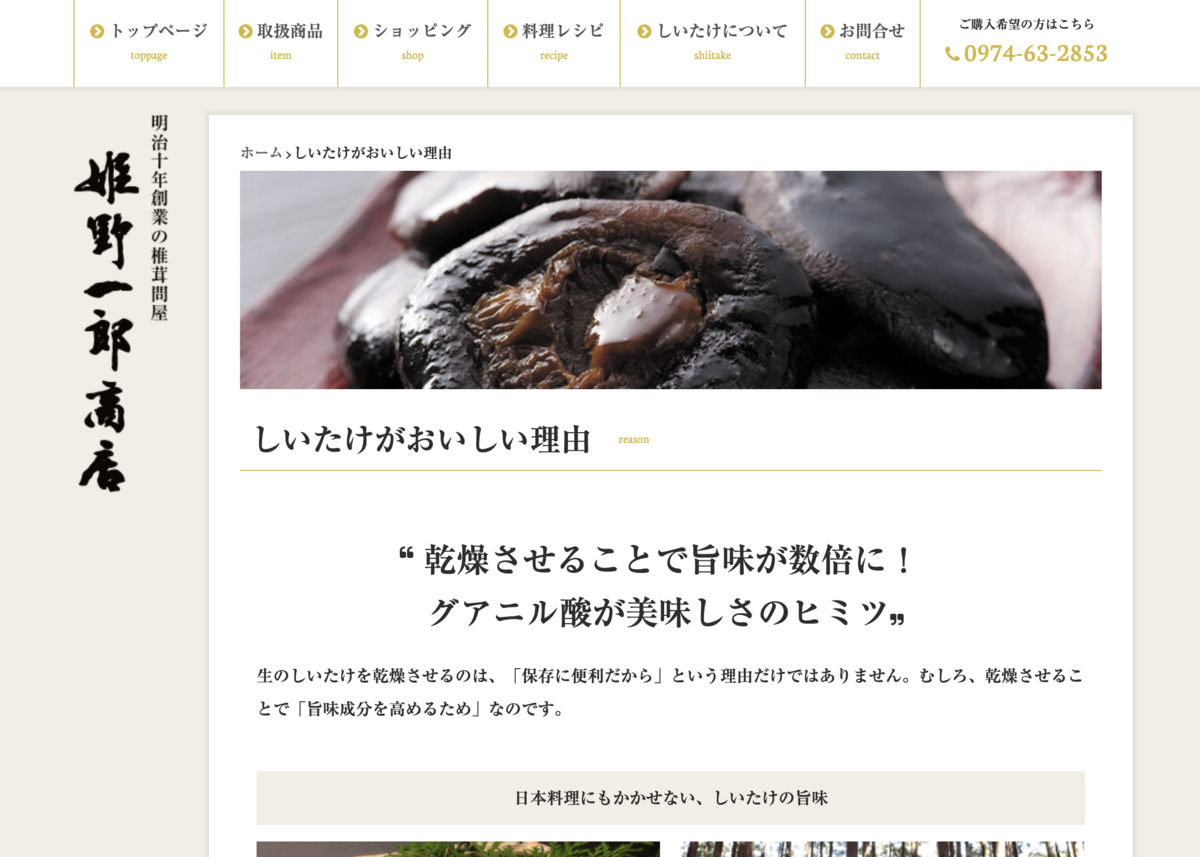 トップページ
toppage
取扱商品
item
ショッピング
shop
料理レシピ
recipe
しいたけについて
shiitake
お問合せ
contact
ご購入希望の方はこちら
0974-63-2853
明治十年創業の椎茸問屋
姫野一郎商店
ホーム›しいたけがおいしい理由
しいたけがおいしい理由
reason
❝ 乾燥させることで旨味が数倍に！
グアニル酸が美味しさのヒミツ❞
生のしいたけを乾燥させるのは、「保存に便利だから」という理由だけではありません。むしろ、乾燥させるこ
とで「旨味成分を高めるため」なのです。
日本料理にもかかせない、しいたけの旨味